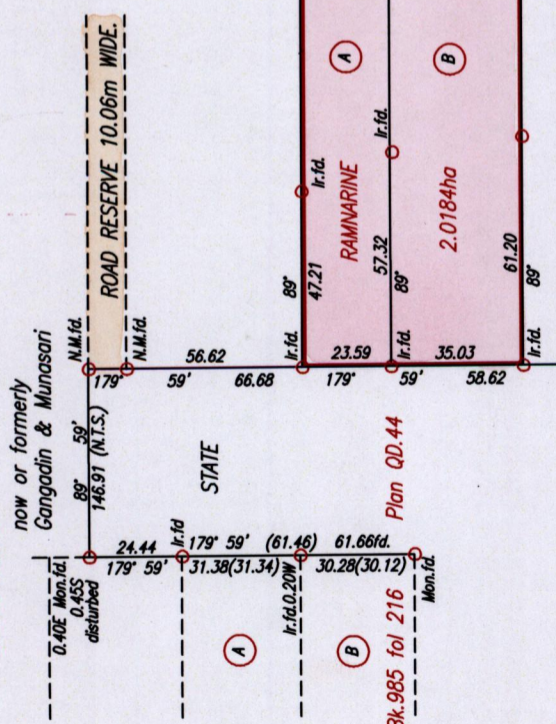 now or formerly
Gangadin & Munasari
ROAD RESERVE 10.06m WIDE.
N.M.fd.
N.M.fd.
179°
59'
56.62
66.68
89° 59'
146.91 (N.T.S.)
STATE
0.40E Mon.fd.
0.45S
disturbed
24.44
179° 59'
Ir.fd
179° 59'
31.38(31.34)
(61.46)
61.66fd.
Ir.fd.0.20W
30.28(30.12)
Mon.fd.
A
B
Plan QD.44
Bk.985 fol 216
Ir.fd.
89°
47.21
Ir.fd.
A
RAMNARINE
23.59
179°
Ir.fd.
57.32
89°
Ir.fd.
B
2.0184ha
35.03
59'
58.62
Ir.fd.
61.20
89°